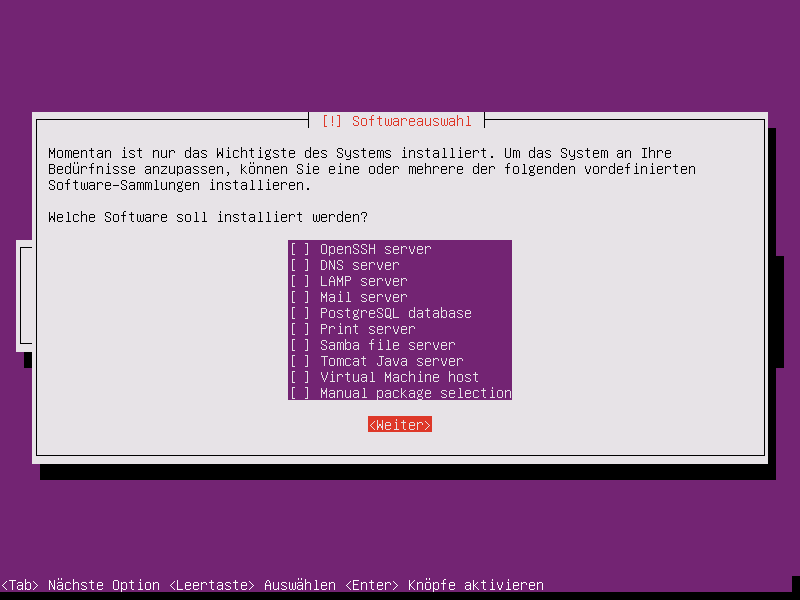 [!] Softwareauswahl
Momentan ist nur das Wichtigste des Systems installiert. Um das System an Ihre
Bedürfnisse anzupassen, können Sie eine oder mehrere der folgenden vordefinierten
Software-Sammlungen installieren.
Welche Software soll installiert werden?
[ ] OpenSSH server
[ ] DNS server
[ ] LAMP server
[ ] Mail server
[ ] PostgreSQL database
[ ] Print server
[ ] Samba file server
[ ] Tomcat Java server
[ ] Virtual Machine host
[ ] Manual package selection
<Weiter>
<Tab> Nächste Option <Leertaste> Auswählen <Enter> Knöpfe aktivieren